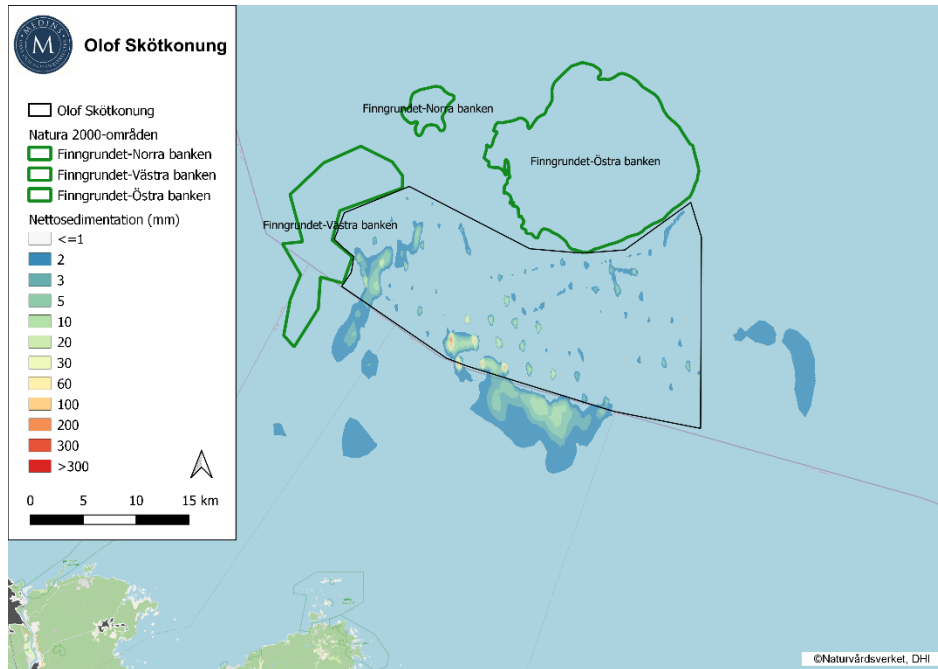 MEDINS
M
Olof Skötkonung
Olof Skötkonung
Natura 2000-områden
Finngrundet-Norra banken
Finngrundet-Västra banken
Finngrundet-Östra banken
Nettosedimentation (mm)
<=1
2
3
5
10
20
30
60
100
200
300
>300
0 5 10 15 km
Finngrundet-Norra banken
Finngrundet-Östra banken
Finngrundet-Västra banken
©Naturvårdsverket, DHI